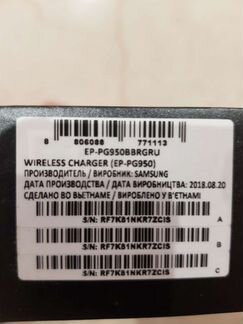 8 806088 771113
EP-PG950BBRGRU
WIRELESS CHARGER (EP-PG950)
ПРОИЗВОДИТЕЛЬ / ВИРОБНИК: SAMSUNG
ДАТА ПРОИЗВОДСТВА / ДАТА ВИРОБНИЦТВА: 2018.08.20
СДЕЛАНО ВО ВЬЕТНАМЕ / ВИРОБЛЕНО У В'ЄТНАМІ
S/N: RF7K81NKR7ZCIS A
S/N: RF7K81NKR7ZCIS B
S/N: RF7K81NKR7ZCIS C